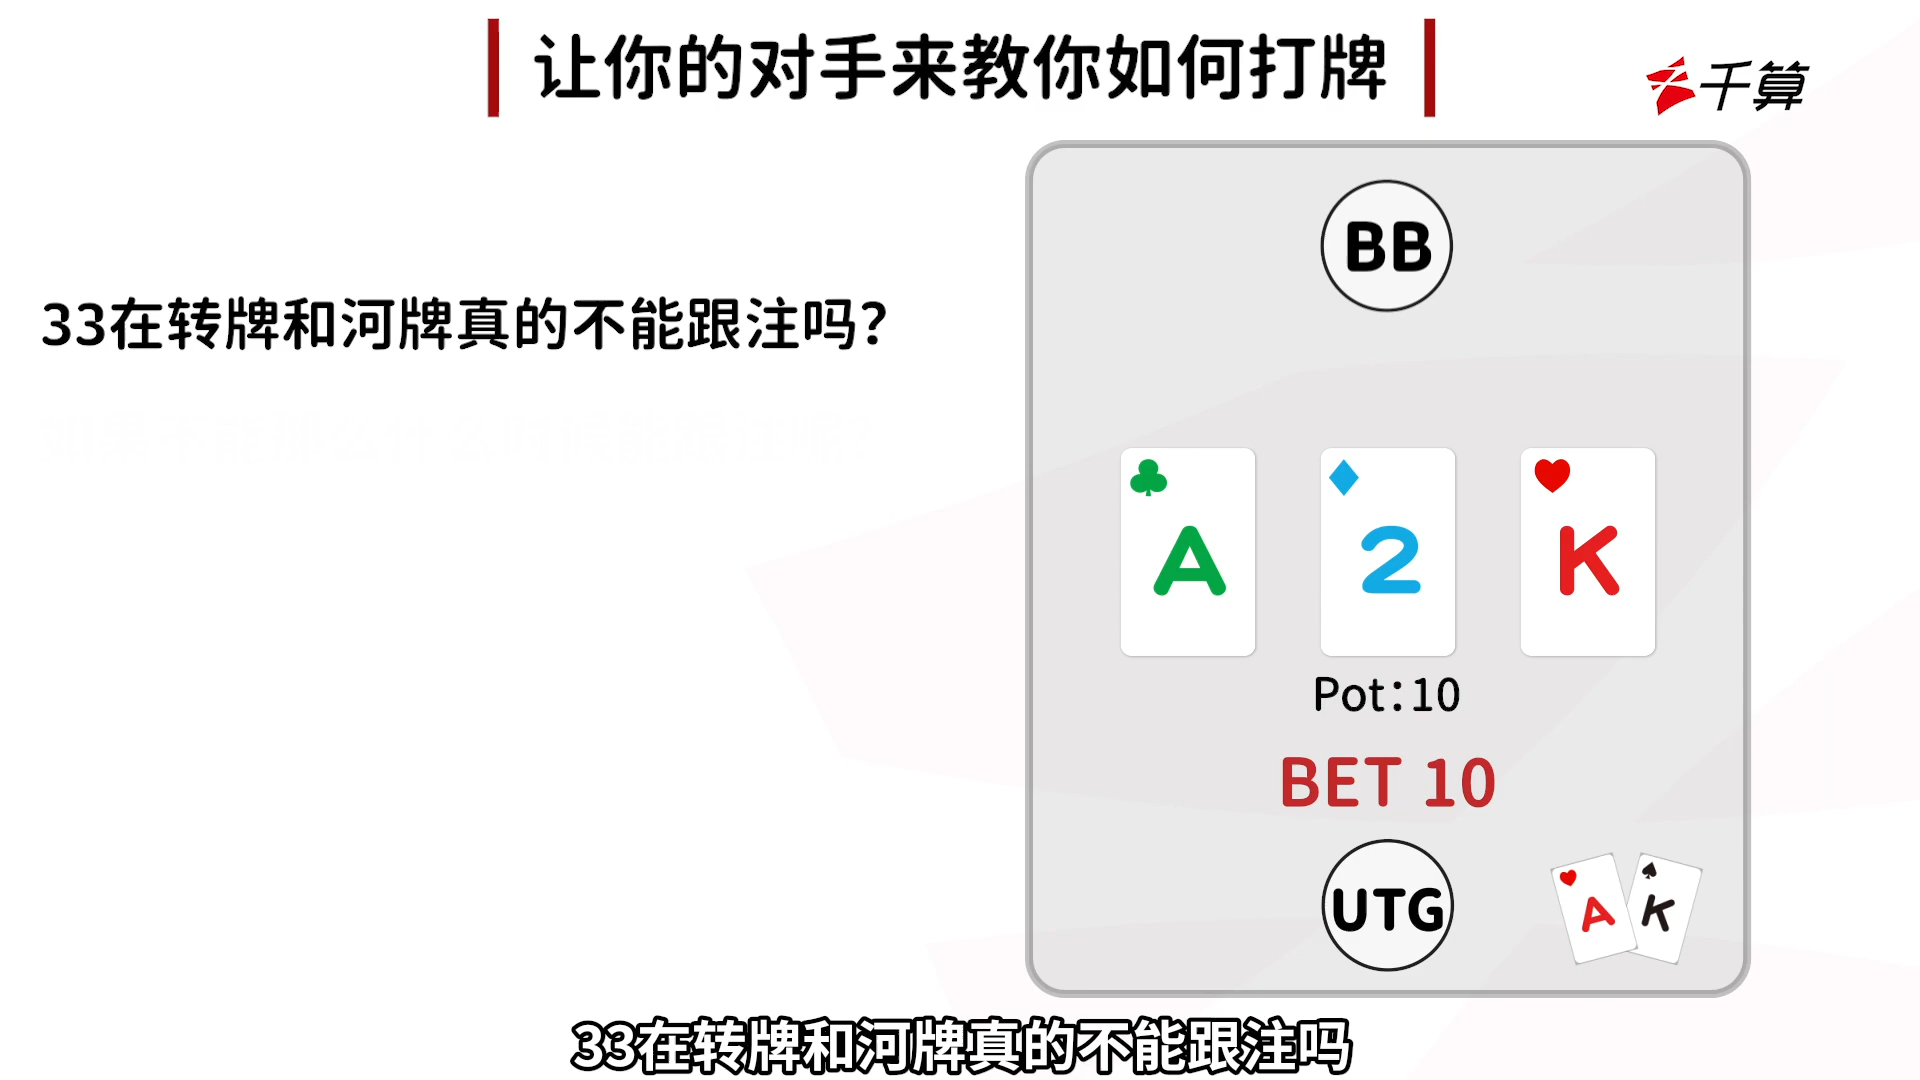 让你的对手来教你如何打牌
千算
BB
33在转牌和河牌真的不能跟注吗?
A
2
K
Pot:10
BET 10
UTG
A
K
33在转牌和河牌真的不能跟注吗